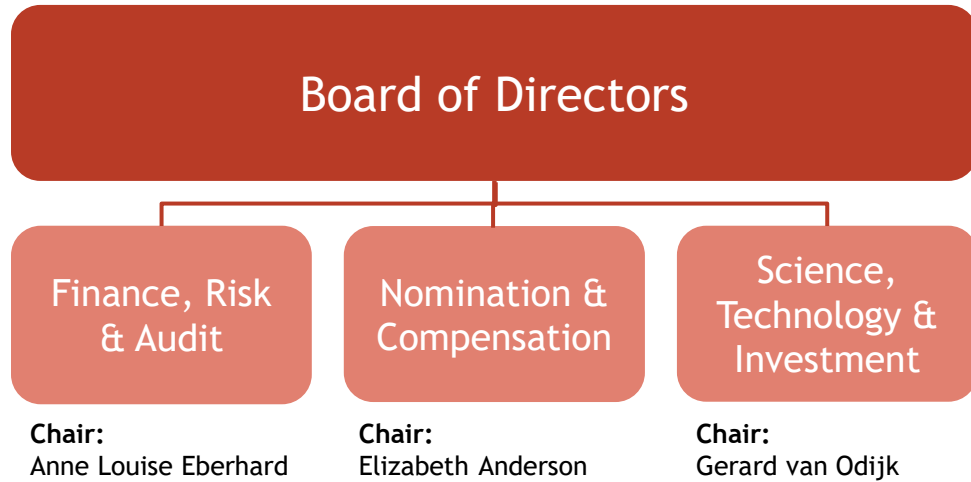 Board of Directors
Finance, Risk
& Audit
Nomination &
Compensation
Science,
Technology &
Investment
Chair:
Anne Louise Eberhard
Chair:
Elizabeth Anderson
Chair:
Gerard van Odijk